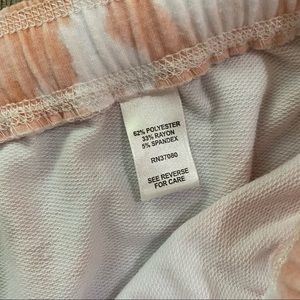 62% POLYESTER
33% RAYON
5% SPANDEX
RN37080
SEE REVERSE
FOR CARE